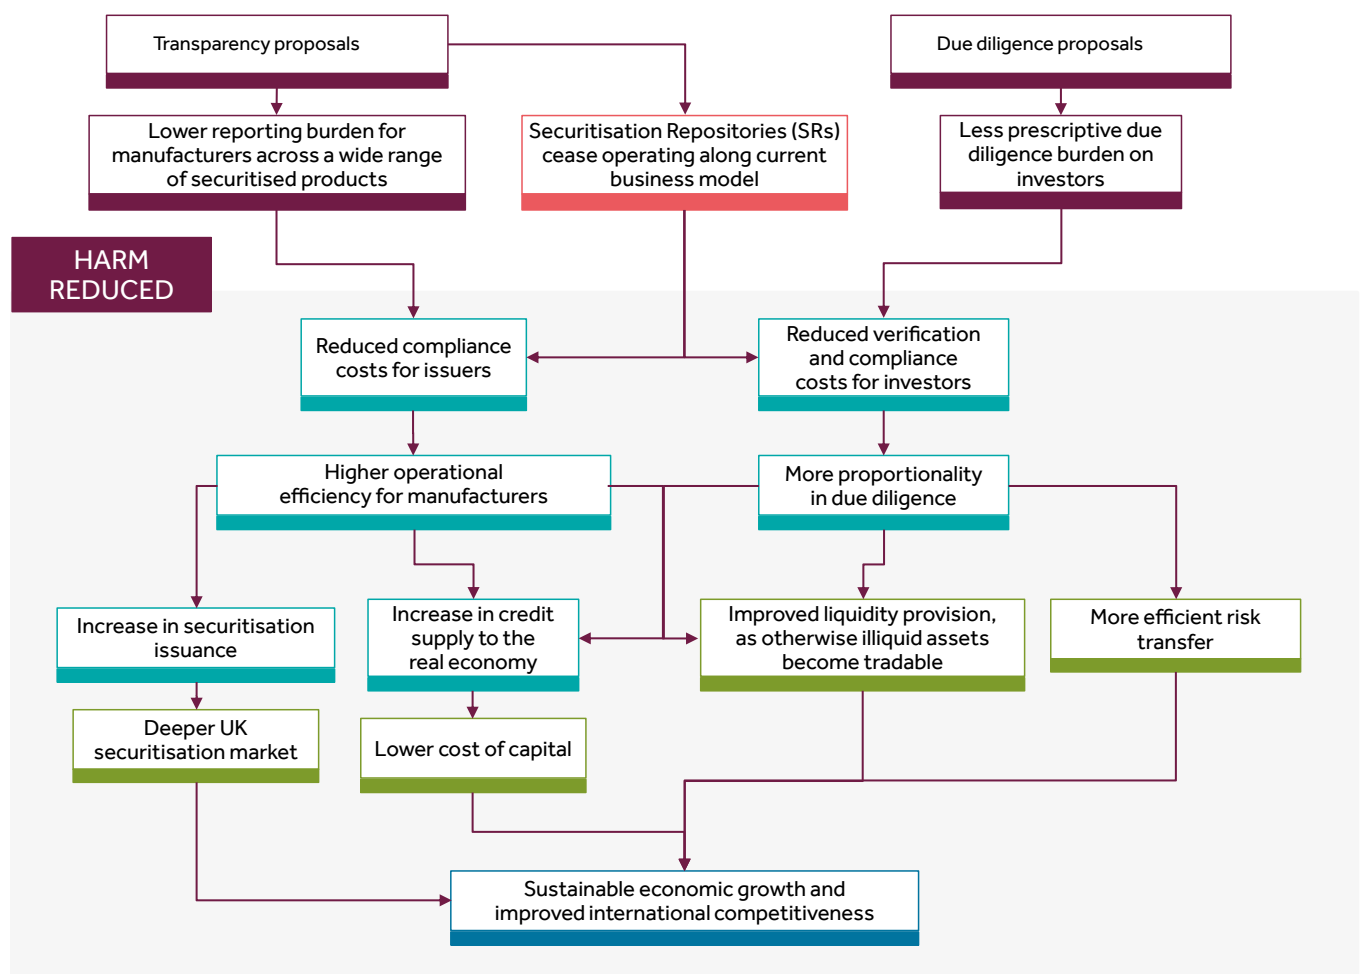 Transparency proposals
Due diligence proposals
Lower reporting burden for
manufacturers across a wide range
of securitised products
Securitisation Repositories (SRs)
cease operating along current
business model
Less prescriptive due
diligence burden on
investors
HARM
REDUCED
Reduced compliance
costs for issuers
Reduced verification
and compliance
costs for investors
Higher operational
efficiency for manufacturers
More proportionality
in due diligence
Increase in securitisation
issuance
Increase in credit
supply to the
real economy
Improved liquidity provision,
as otherwise illiquid assets
become tradable
More efficient risk
transfer
Deeper UK
securitisation market
Lower cost of capital
Sustainable economic growth and
improved international competitiveness